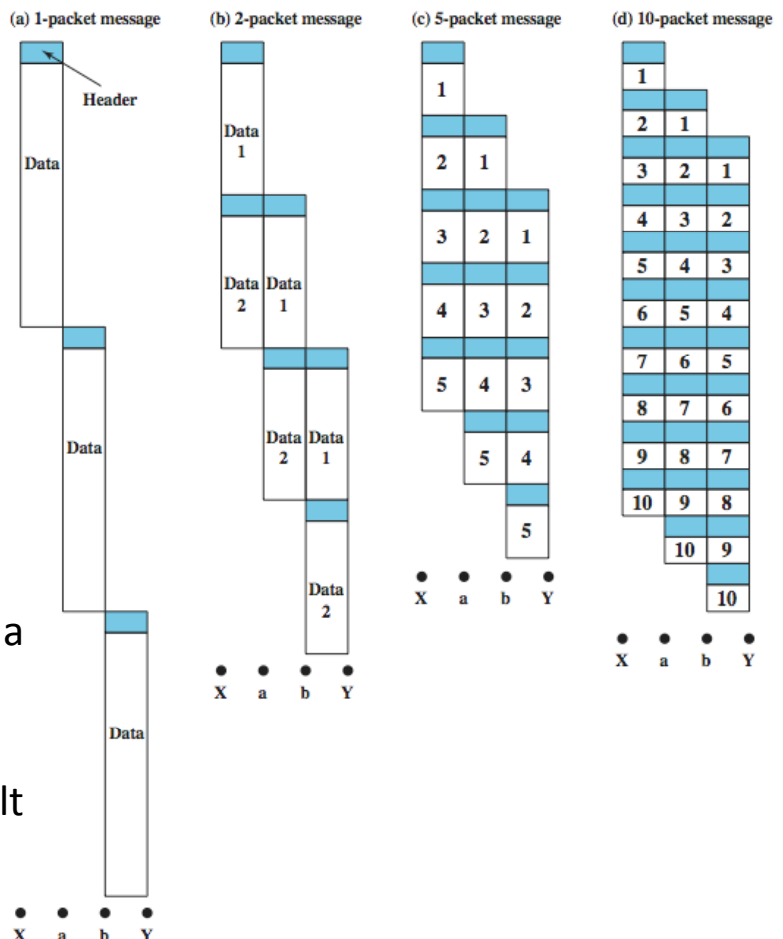 (a) 1-packet message
Header
Data
Data
Data
X a b Y
(b) 2-packet message
Data
1
Data Data
2 1
Data Data
2 1
Data
2
X a b Y
(c) 5-packet message
1
2 1
3 2 1
4 3 2
5 4 3
5 4
5
X a b Y
(d) 10-packet message
1
2 1
3 2 1
4 3 2
5 4 3
6 5 4
7 6 5
8 7 6
9 8 7
10 9 8
10 9
10
X a b Y
a
lt